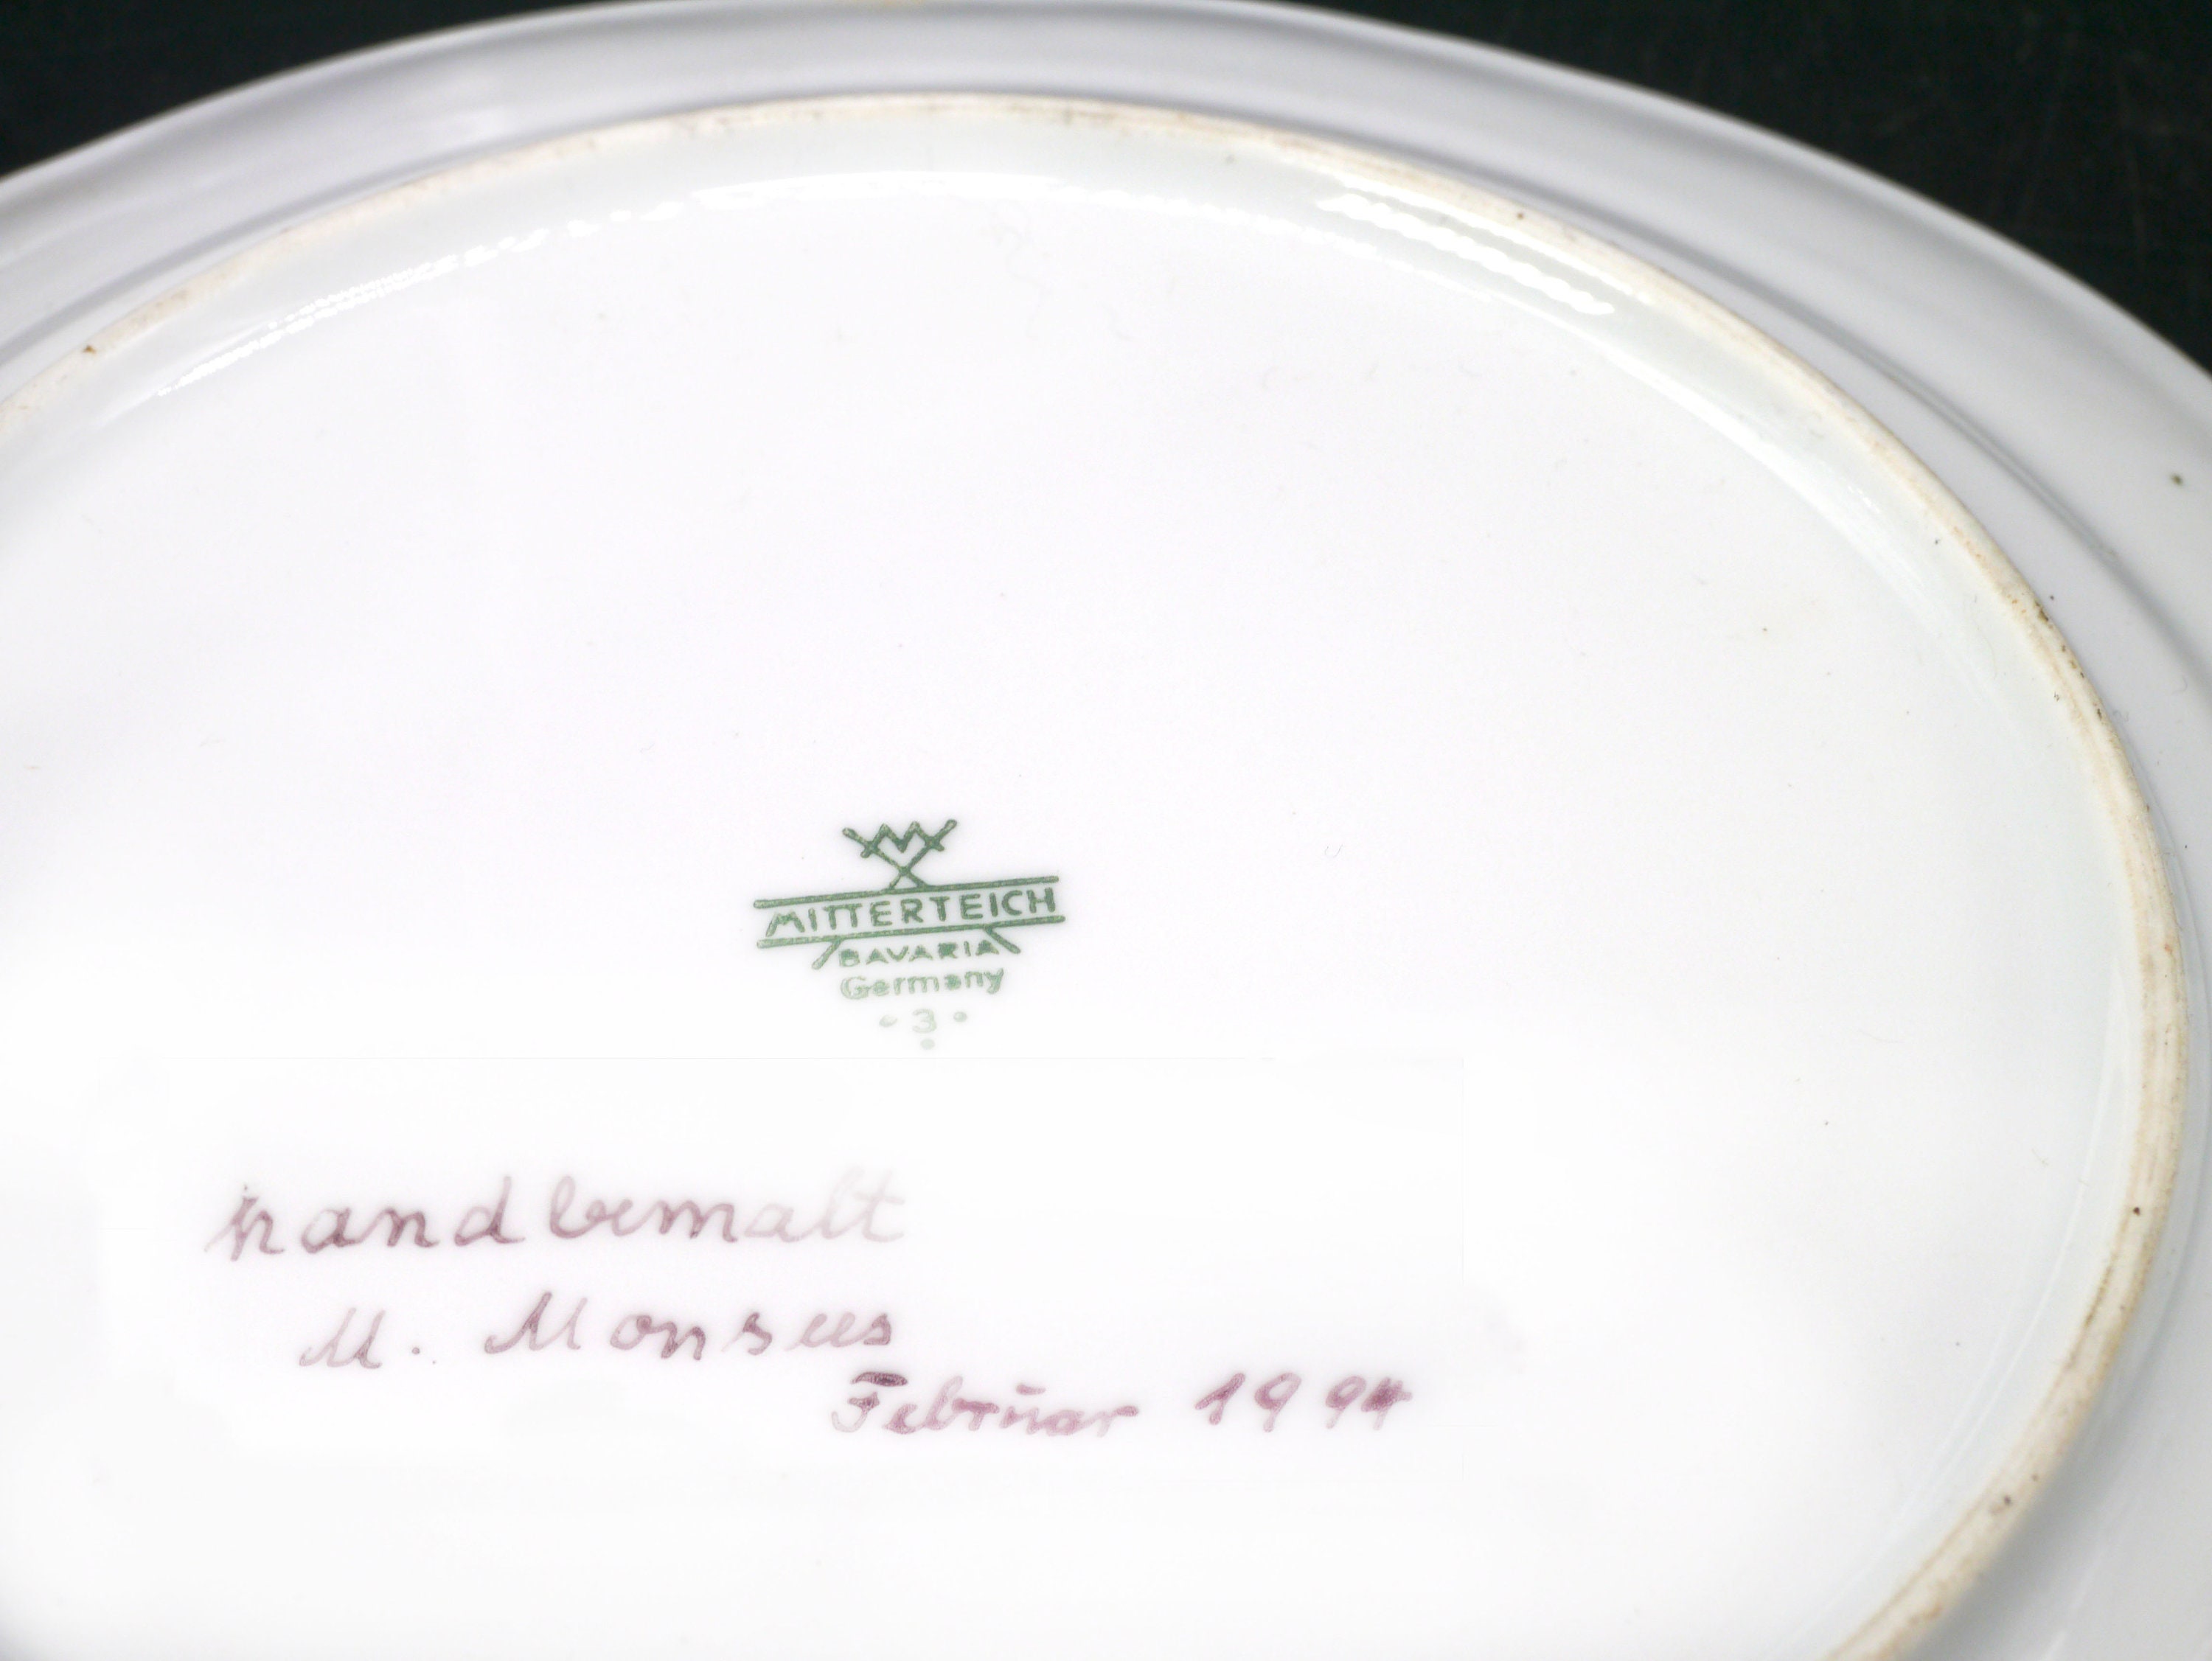 MITTERTEICH
BAVARIA
Germany
· 3 ·
handbemalt
M. Monsees
Februar 1994